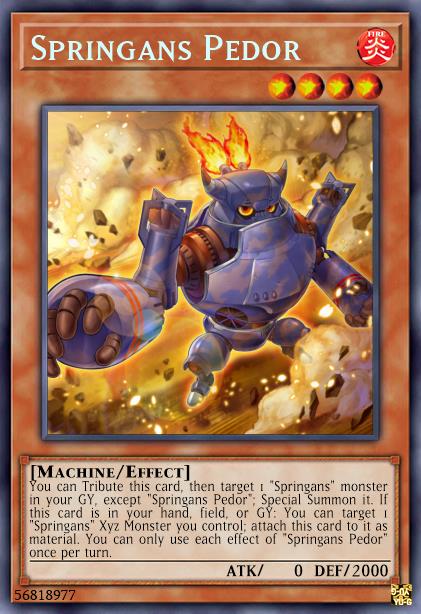 Springans Pedor
FIRE
炎
[Machine/Effect]
You can Tribute this card, then target 1 "Springans" monster
in your GY, except "Springans Pedor"; Special Summon it. If
this card is in your hand, field, or GY: You can target 1
"Springans" Xyz Monster you control; attach this card to it as
material. You can only use each effect of "Springans Pedor"
once per turn.
ATK/ 0 DEF/2000
56818977